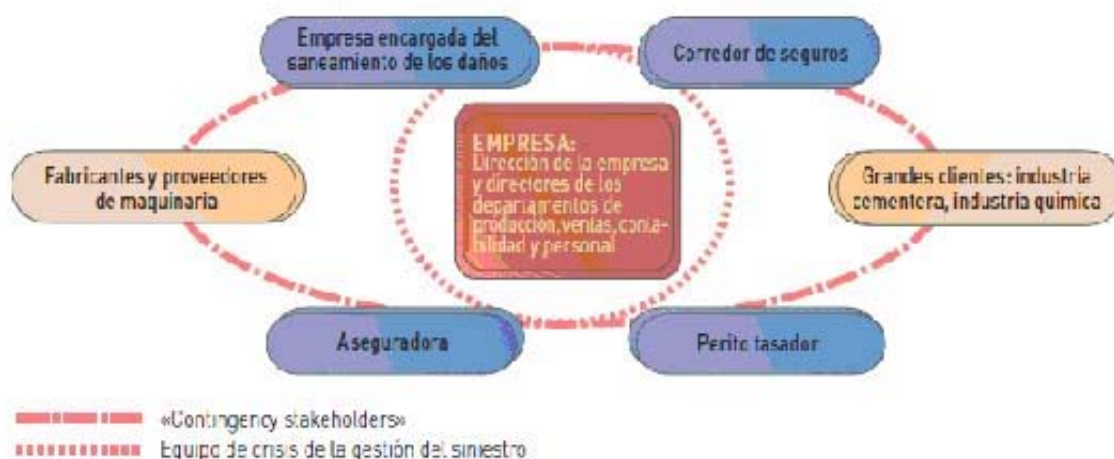 Empresa encargada del
saneamiento de los daños
Corredor de seguros
EMPRESA:
Dirección de la empresa
y directores de los
departamentos de
producción, ventas, conta-
bilidad y personal
Fabricantes y proveedores
de maquinaria
Grandes clientes: industria
cementera, industria química
Aseguradora
Perito tasador
«Contingency stakeholders»
Equipo de crisis de la gestión del siniestro